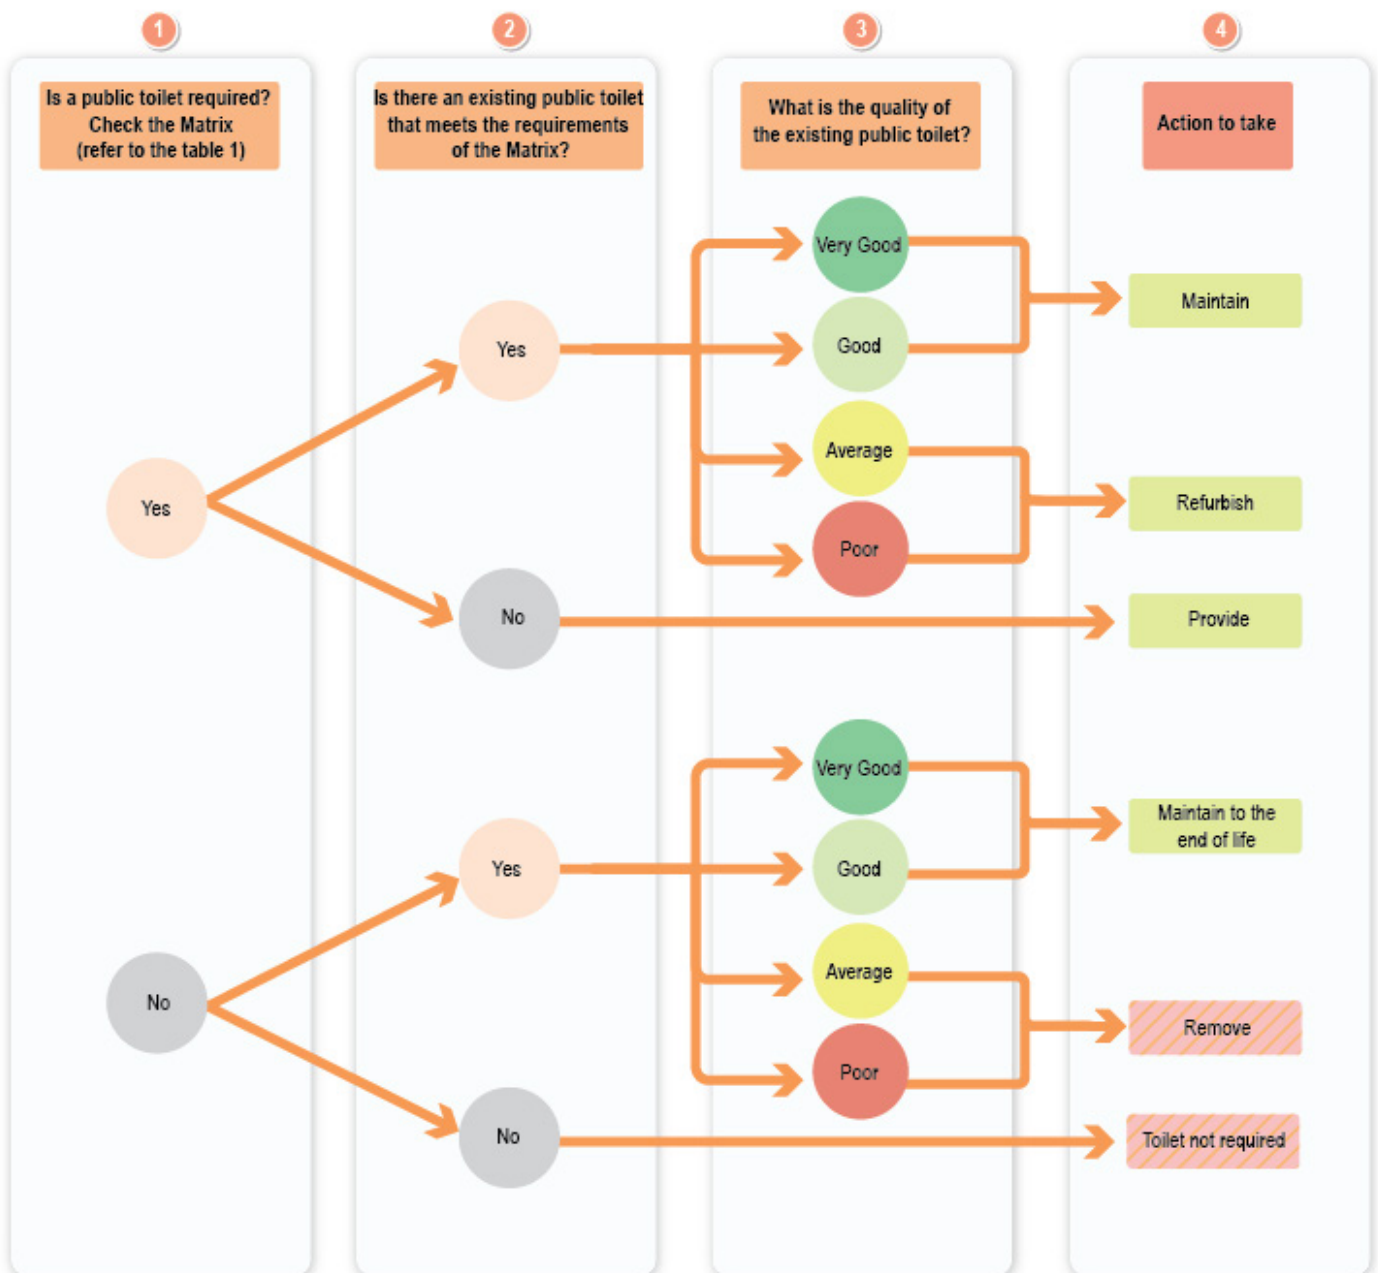 1
2
3
4
Is a public toilet required?
Check the Matrix
(refer to the table 1)
Is there an existing public toilet
that meets the requirements
of the Matrix?
What is the quality of
the existing public toilet?
Action to take
Yes
Yes
Very Good
Good
Average
Poor
Maintain
Refurbish
No
Provide
No
Yes
Very Good
Good
Average
Poor
Maintain to the
end of life
Remove
No
Toilet not required